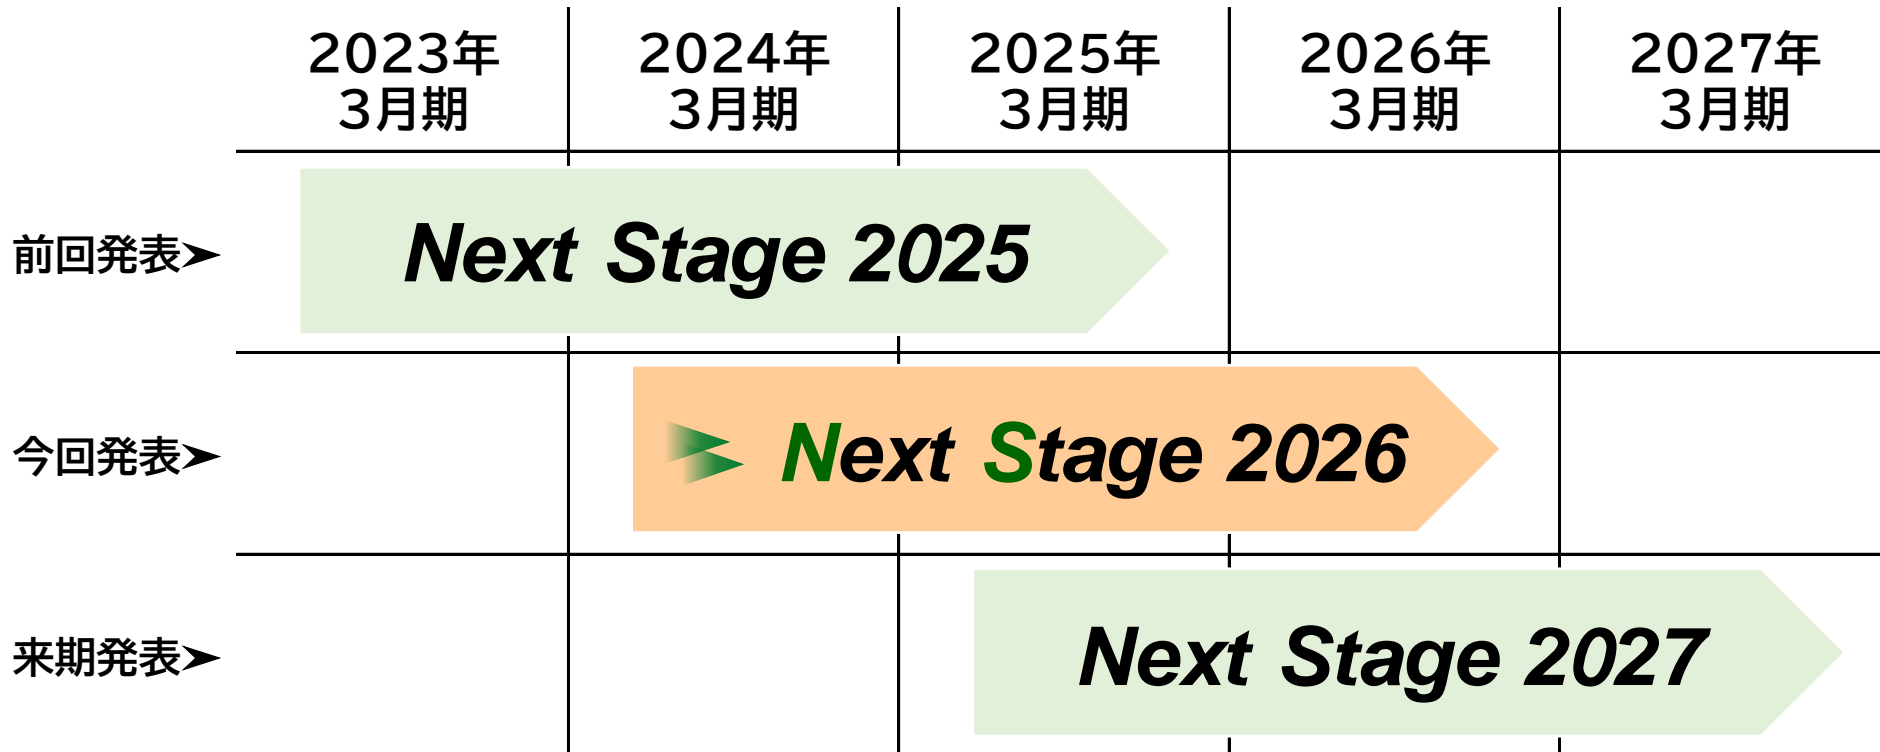 2023年
3月期
2024年
3月期
2025年
3月期
2026年
3月期
2027年
3月期
前回発表➤
Next Stage 2025
今回発表➤
Next Stage 2026
来期発表➤
Next Stage 2027